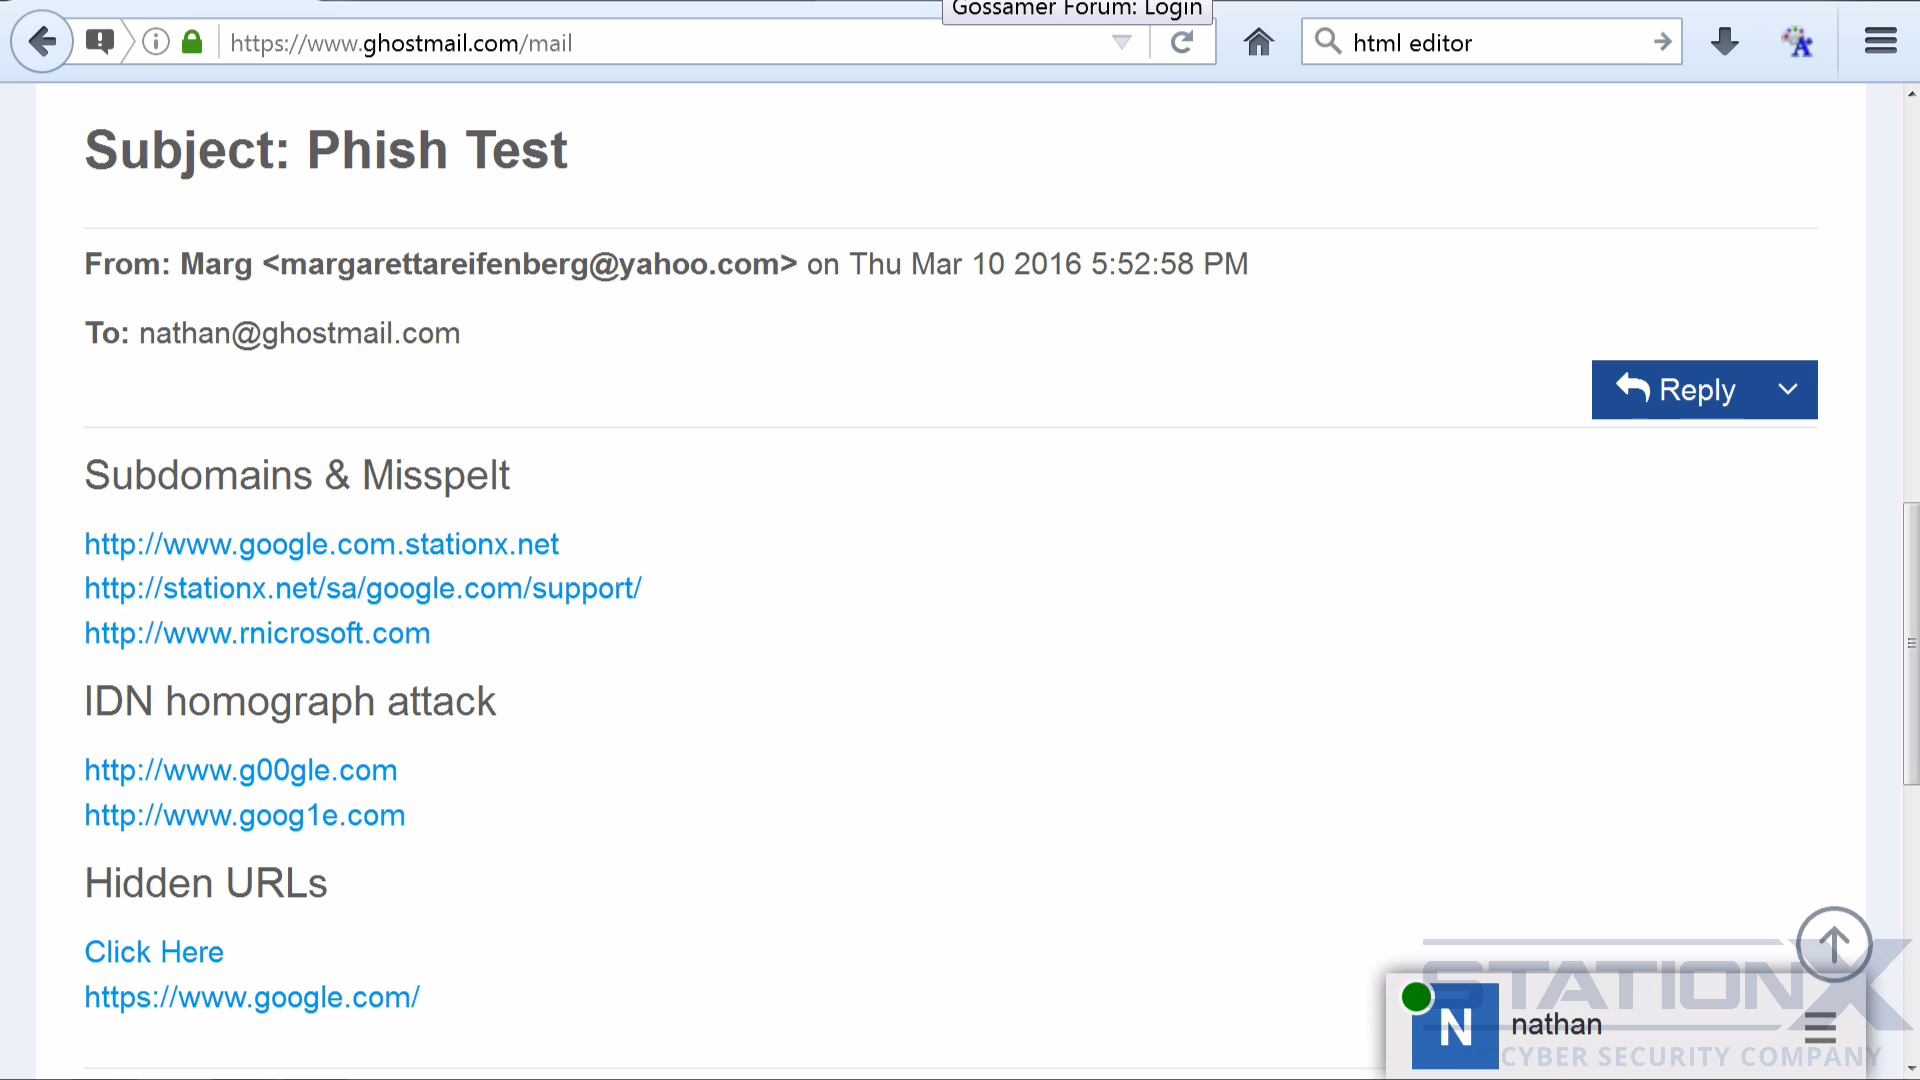 Gossamer Forum: Login
https://www.ghostmail.com/mail
html editor
Subject: Phish Test
From: Marg <margarettareifenberg@yahoo.com> on Thu Mar 10 2016 5:52:58 PM
To: nathan@ghostmail.com
Reply
Subdomains & Misspelt
http://www.google.com.stationx.net
http://stationx.net/sa/google.com/support/
http://www.rnicrosoft.com
IDN homograph attack
http://www.g00gle.com
http://www.goog1e.com
Hidden URLs
Click Here
https://www.google.com/
STATIONX
N nathan
CYBER SECURITY COMPANY